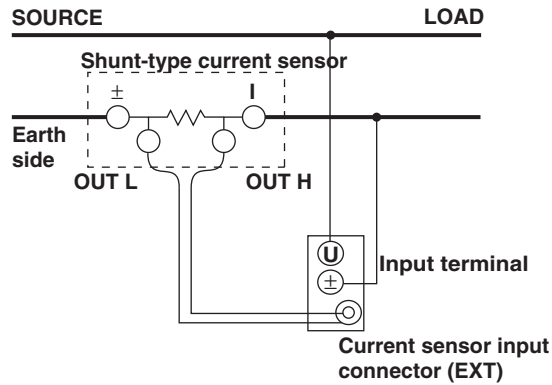 SOURCE
LOAD
Shunt-type current sensor
±
I
Earth
side
OUT L
OUT H
U
±
Input terminal
Current sensor input
connector (EXT)